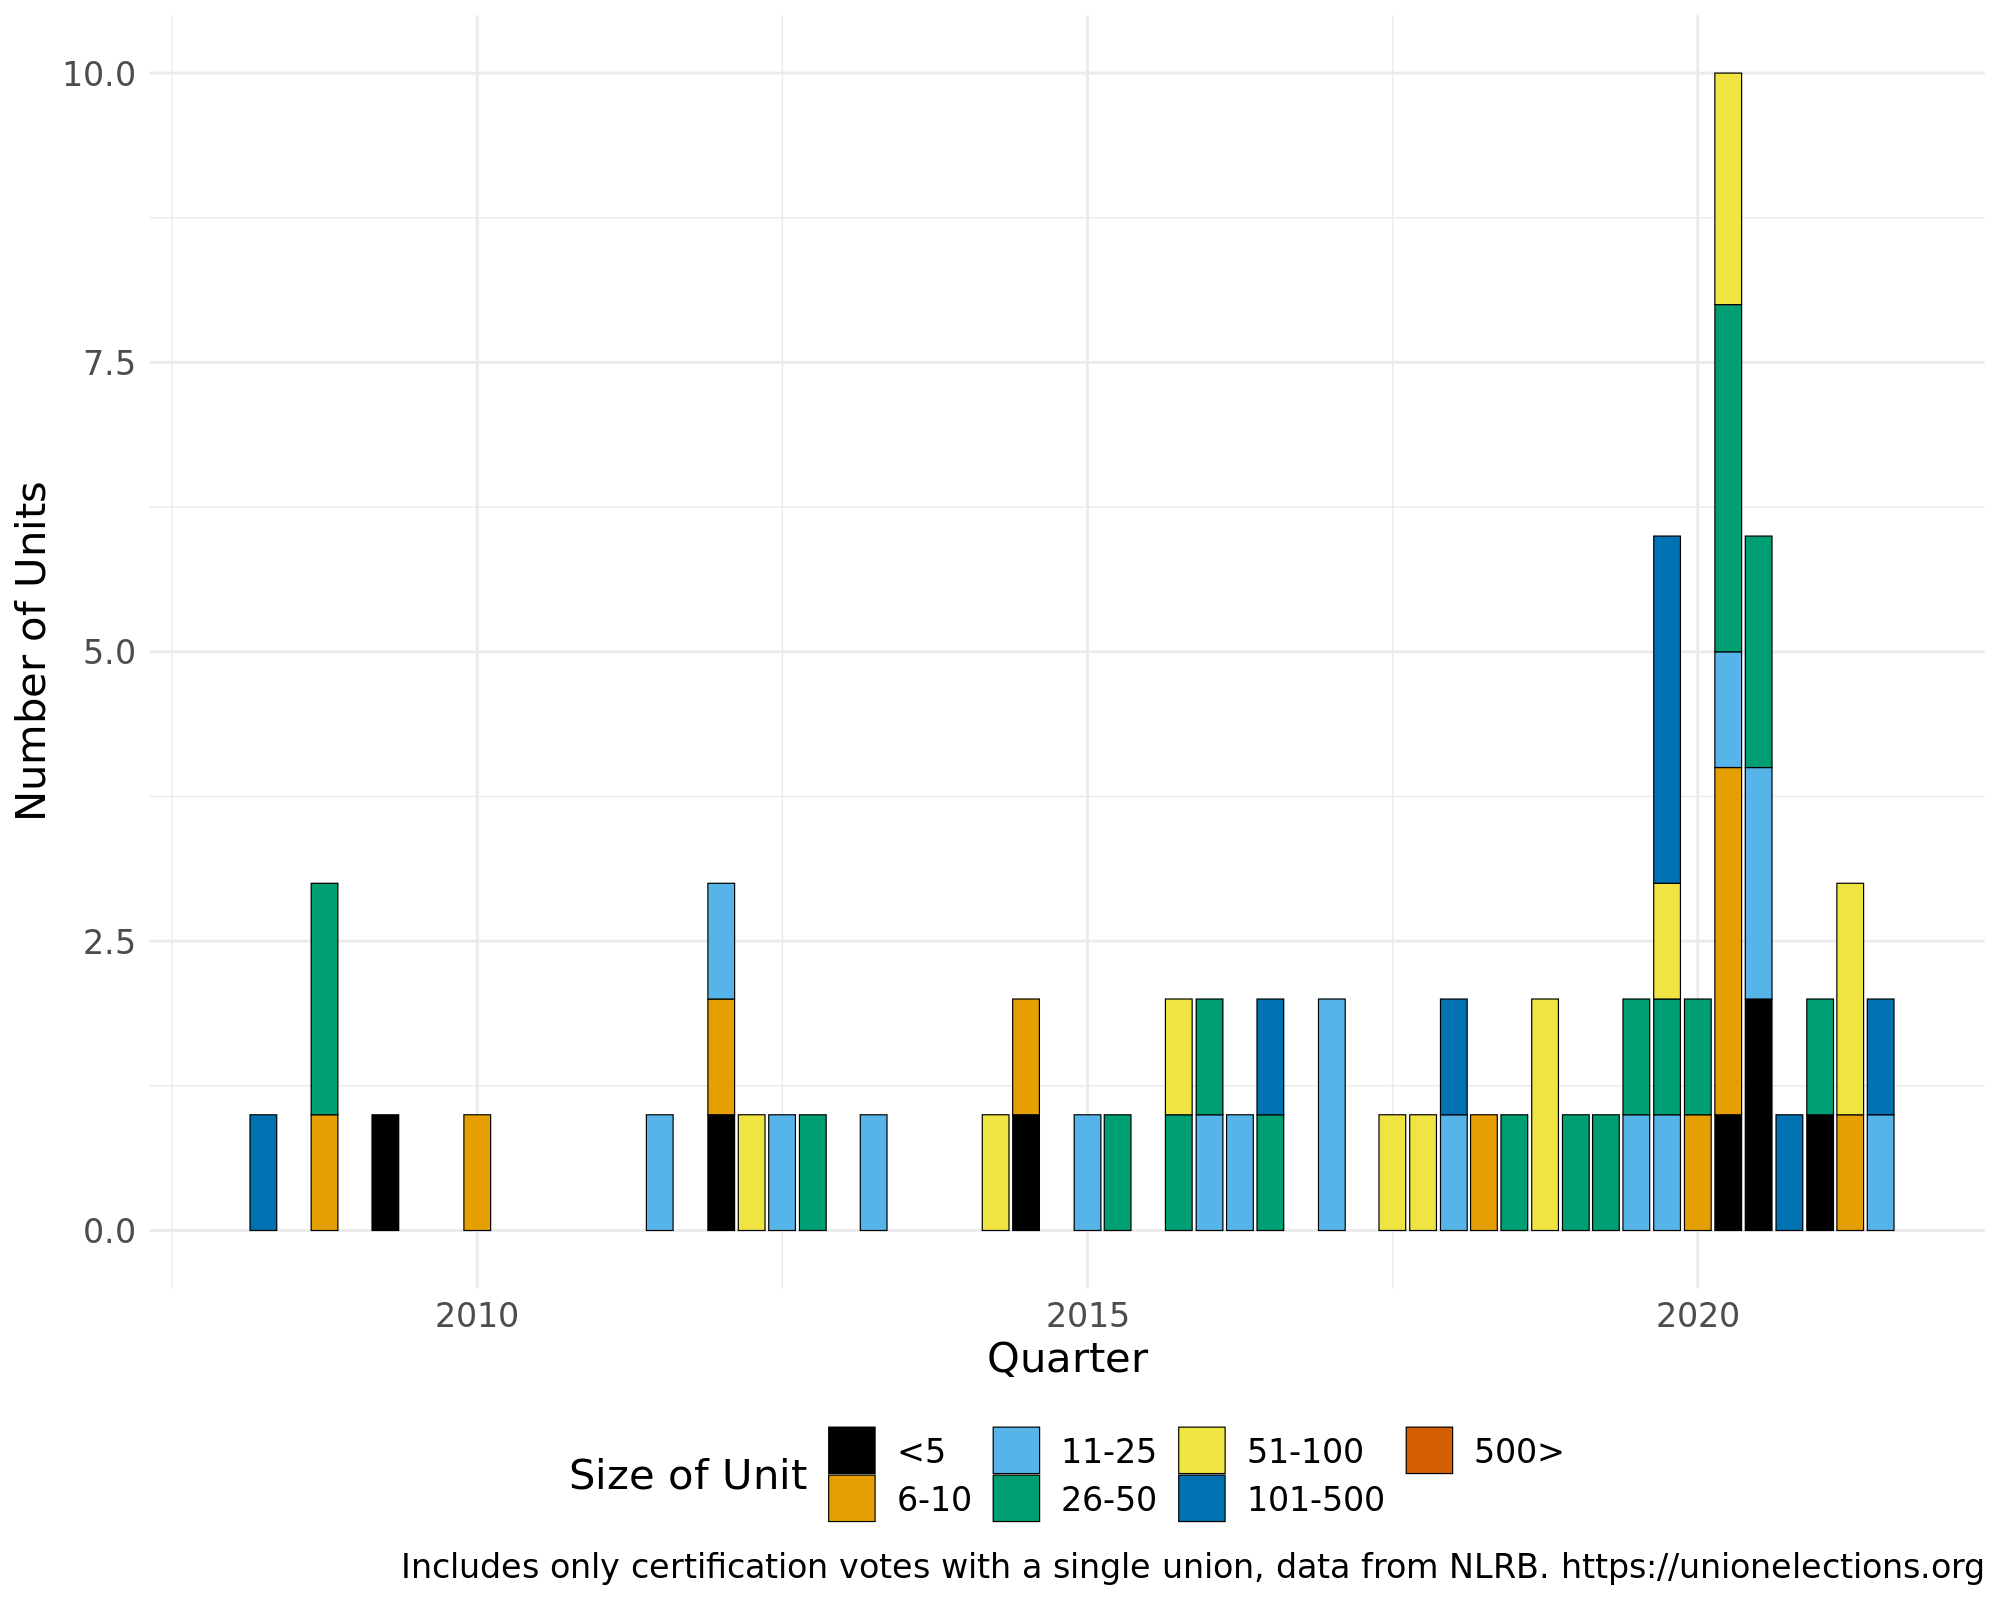 10.0
7.5
5.0
2.5
0.0
Number of Units
2010 2015 2020
Quarter
Size of Unit
<5 11-25 51-100 500>
6-10 26-50 101-500
Includes only certification votes with a single union, data from NLRB. https://unionelections.org